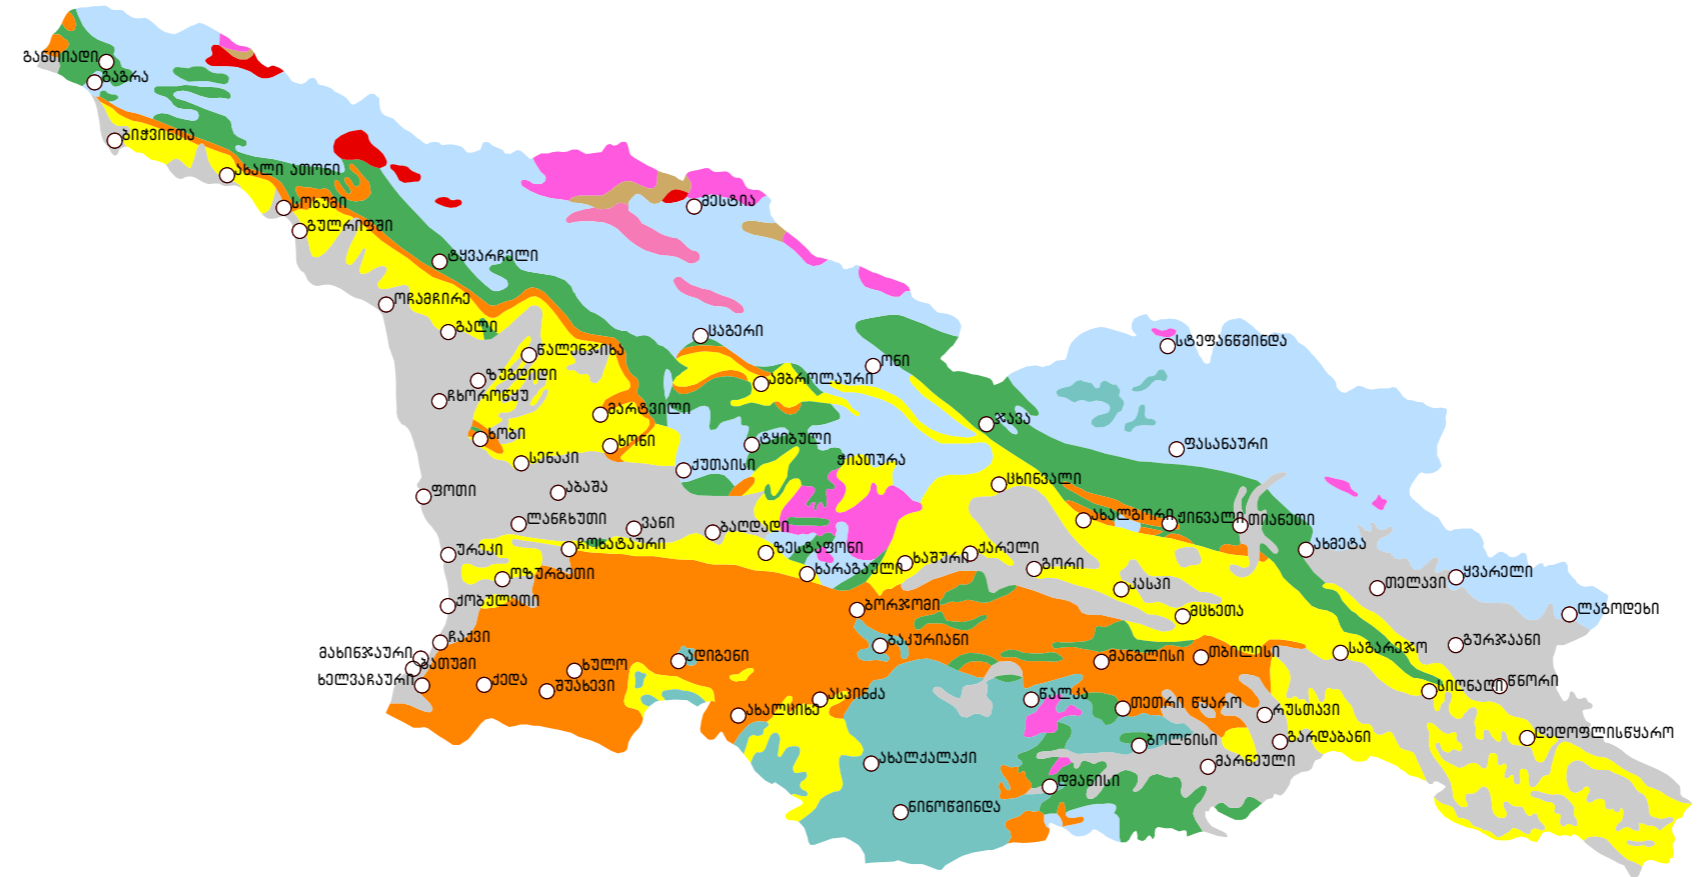 განთიადი
გაგრა
ბიჭვინთა
ახალი ათონი
სოხუმი
გულრიფში
მესტია
ტყვარჩელი
ოჩამჩირე
გალი
წალენჯიხა
ცაგერი
ონი
სტეფანწმინდა
ზუგდიდი
ჩხოროწყუ
ამბროლაური
მარტვილი
ჯავა
ხობი
ხონი
ტყიბული
ფასანაური
სენაკი
ქუთაისი
ჭიათურა
ცხინვალი
ფოთი
აბაშა
ლანჩხუთი
ვანი
ბაღდადი
ახალგორი
ჟინვალი
თიანეთი
ურეკი
ჩოხატაური
ზესტაფონი
ხაშური
ქარელი
ახმეტა
ოზურგეთი
ხარაგაული
გორი
კასპი
თელავი
ყვარელი
ქობულეთი
ბორჯომი
მცხეთა
ლაგოდეხი
ჩაქვი
ბაკურიანი
გურჯაანი
მახინჯაური
ბათუმი
ხელვაჩაური
ქედა
ხულო
შუახევი
ადიგენი
მანგლისი
თბილისი
საგარეჯო
სიღნაღი
წნორი
ახალციხე
ასპინძა
წალკა
თეთრი წყარო
რუსთავი
ბოლნისი
გარდაბანი
დედოფლისწყარო
ახალქალაქი
მარნეული
დმანისი
ნინოწმინდა